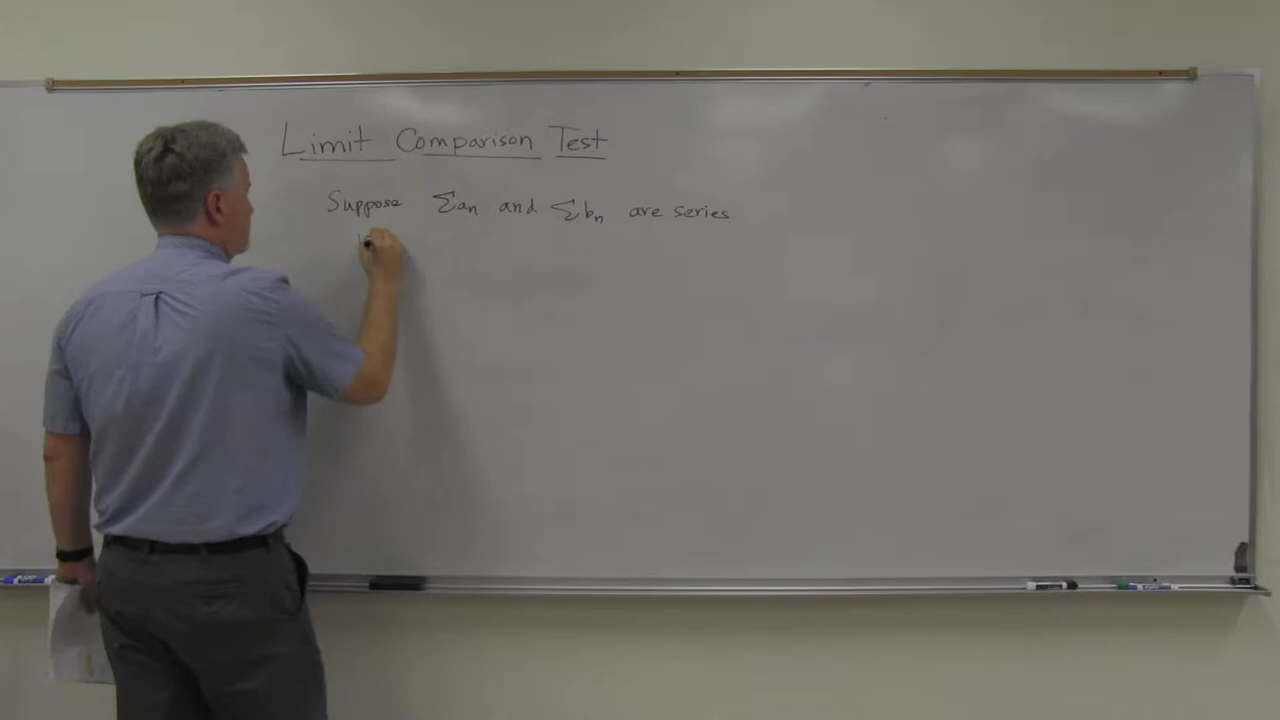 Limit Comparison Test
Suppose Σan and Σbn are series